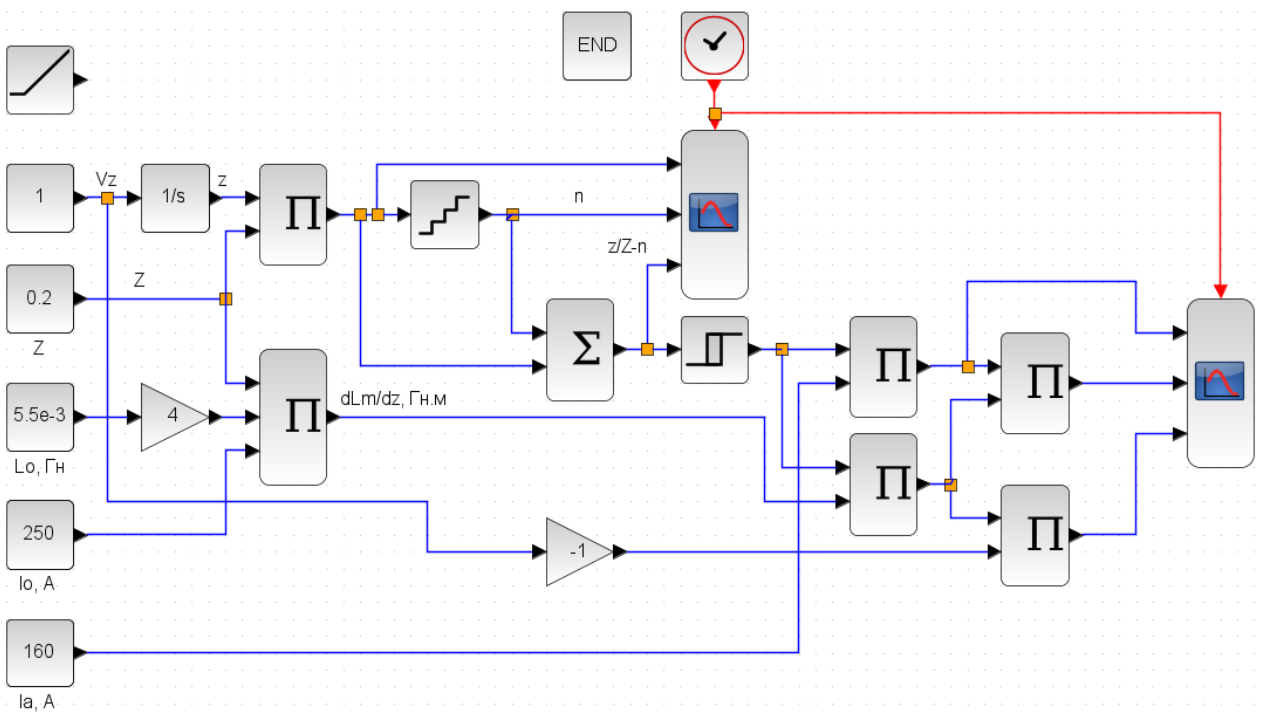 END
Vz
1
1/s
z
∏
n
z/Z-n
Z
0.2
Z
Σ
∏
∏
5.5e-3
4
∏
dLm/dz, Гн.м
Lo, Гн
∏
250
-1
∏
Io, A
160
Ia, A